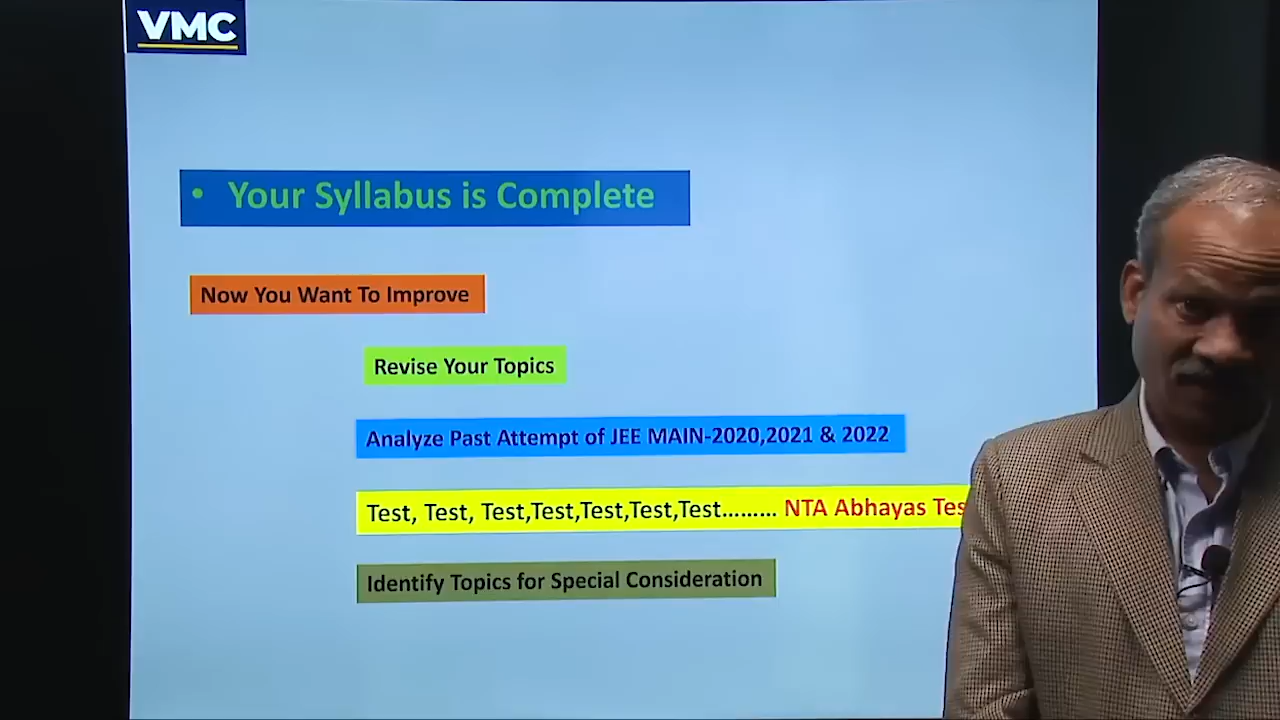 VMC
• Your Syllabus is Complete
Now You Want To Improve
Revise Your Topics
Analyze Past Attempt of JEE MAIN-2020,2021 & 2022
Test, Test, Test,Test,Test,Test,Test......... NTA Abhayas Tes
Identify Topics for Special Consideration